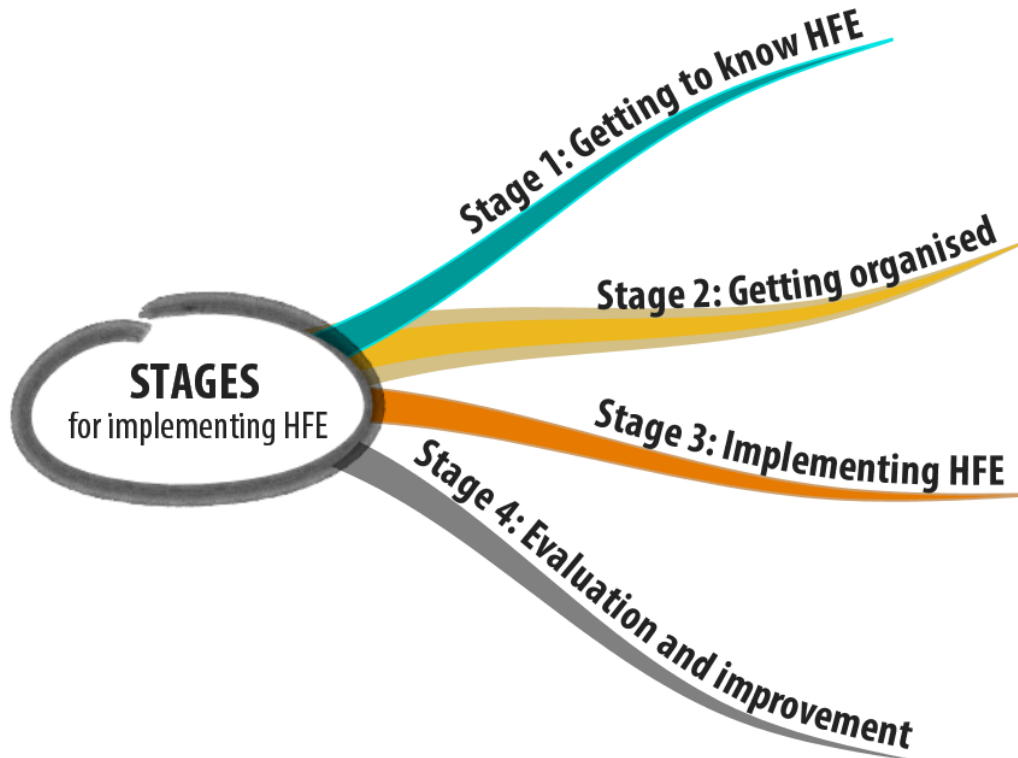 STAGES
for implementing HFE
Stage 1: Getting to know HFE
Stage 2: Getting organised
Stage 3: Implementing HFE
Stage 4: Evaluation and improvement